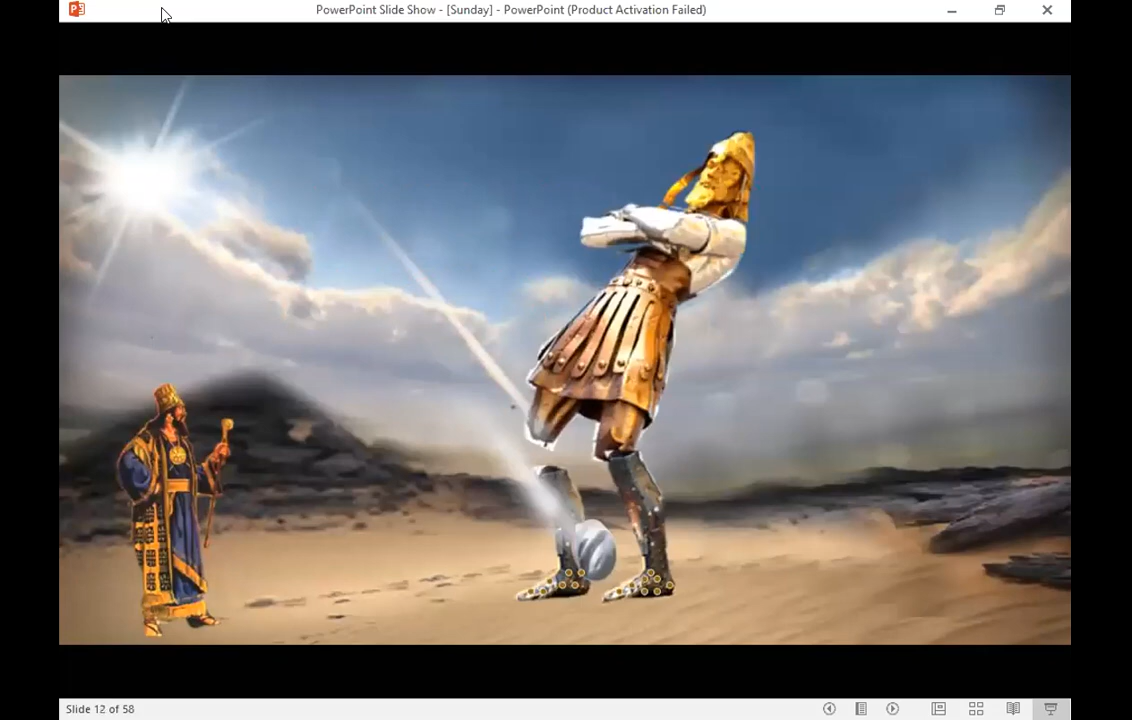 PowerPoint Slide Show - [Sunday] - PowerPoint (Product Activation Failed)
Slide 12 of 58